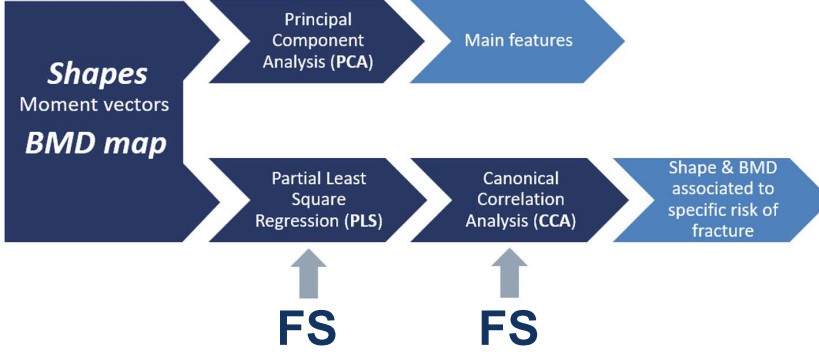 Shapes
Moment vectors
BMD map
Principal
Component
Analysis (PCA)
Main features
Partial Least
Square
Regression (PLS)
Canonical
Correlation
Analysis (CCA)
Shape & BMD
associated to
specific risk of
fracture
FS
FS